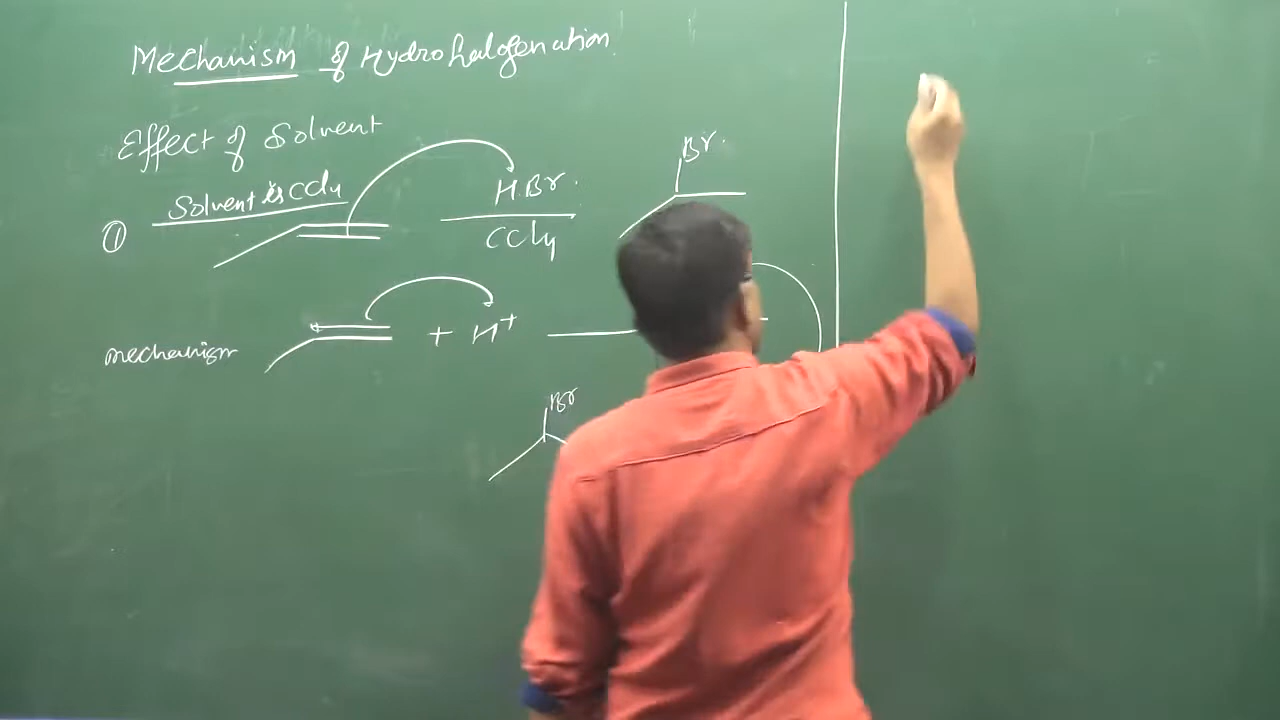 Mechanism of Hydrohalogenation.
Effect of Solvent
Solvent is CCl4
① HBr.
CCl4
Br.
mechanism + H+
Br